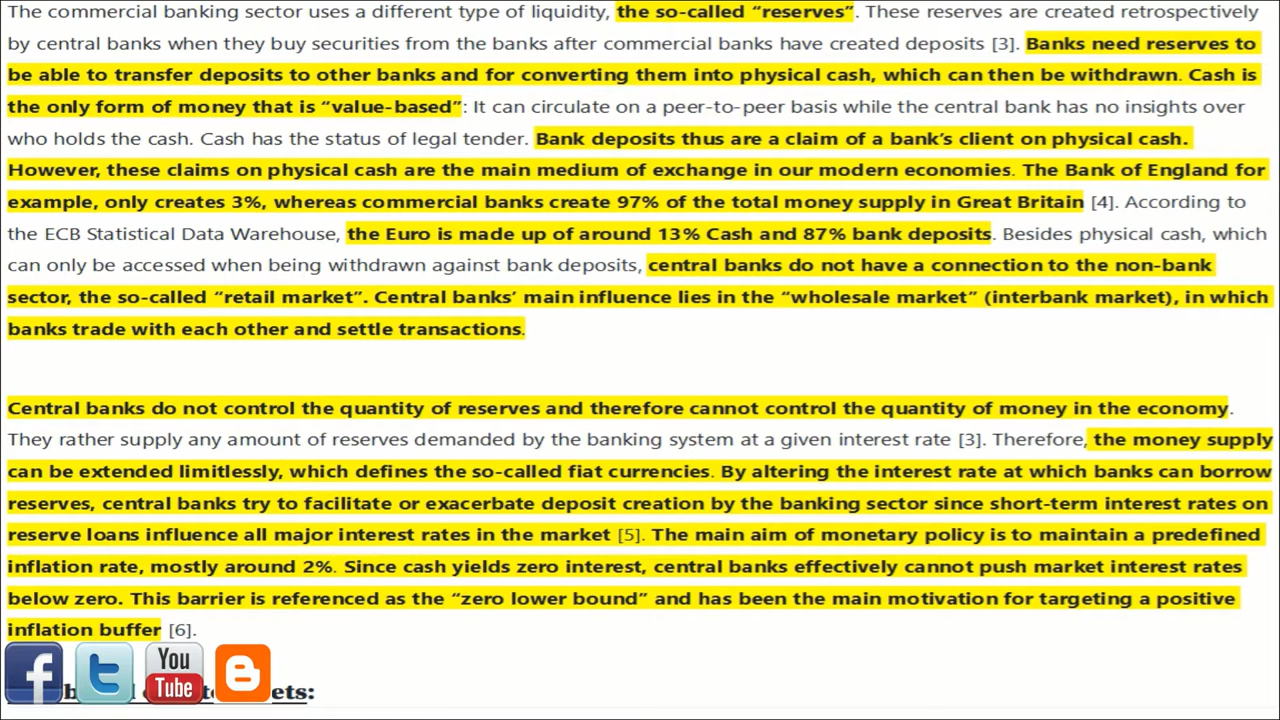 The commercial banking sector uses a different type of liquidity, the so-called “reserves”. These reserves are created retrospectively
by central banks when they buy securities from the banks after commercial banks have created deposits [3]. Banks need reserves to
be able to transfer deposits to other banks and for converting them into physical cash, which can then be withdrawn. Cash is
the only form of money that is “value-based”: It can circulate on a peer-to-peer basis while the central bank has no insights over
who holds the cash. Cash has the status of legal tender. Bank deposits thus are a claim of a bank’s client on physical cash.
However, these claims on physical cash are the main medium of exchange in our modern economies. The Bank of England for
example, only creates 3%, whereas commercial banks create 97% of the total money supply in Great Britain [4]. According to
the ECB Statistical Data Warehouse, the Euro is made up of around 13% Cash and 87% bank deposits. Besides physical cash, which
can only be accessed when being withdrawn against bank deposits, central banks do not have a connection to the non-bank
sector, the so-called “retail market”. Central banks’ main influence lies in the “wholesale market” (interbank market), in which
banks trade with each other and settle transactions.
Central banks do not control the quantity of reserves and therefore cannot control the quantity of money in the economy.
They rather supply any amount of reserves demanded by the banking system at a given interest rate [3]. Therefore, the money supply
can be extended limitlessly, which defines the so-called fiat currencies. By altering the interest rate at which banks can borrow
reserves, central banks try to facilitate or exacerbate deposit creation by the banking sector since short-term interest rates on
reserve loans influence all major interest rates in the market [5]. The main aim of monetary policy is to maintain a predefined
inflation rate, mostly around 2%. Since cash yields zero interest, central banks effectively cannot push market interest rates
below zero. This barrier is referenced as the “zero lower bound” and has been the main motivation for targeting a positive
inflation buffer [6].
You
Tube